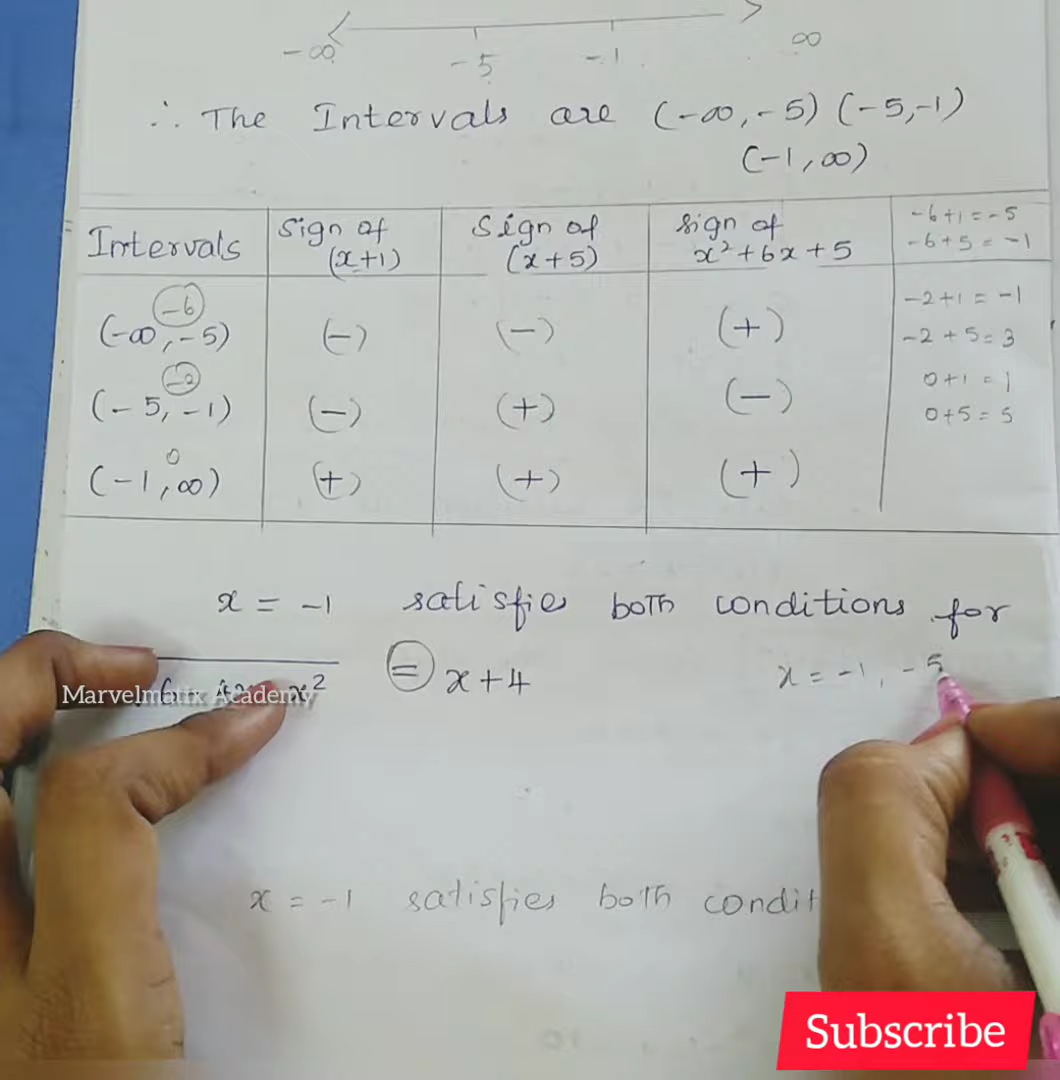 -∞ -5 -1 ∞
∴ The Intervals are (-∞,-5) (-5,-1)
(-1,∞)
Intervals Sign of (x+1) Sign of (x+5) Sign of x²+6x+5
-6+1=-5
-6+5=-1
-6
(-∞,-5) (-) (-) (+)
-2+1=-1
-2+5=3
-2
(-5,-1) (-) (+) (-)
0+1=1
0+5=5
0
(-1,∞) (+) (+) (+)
x = -1 satisfies both conditions for
x² = x+4 x = -1, -5
Marvelmatix Academy
x = -1 satisfies both condit
Subscribe